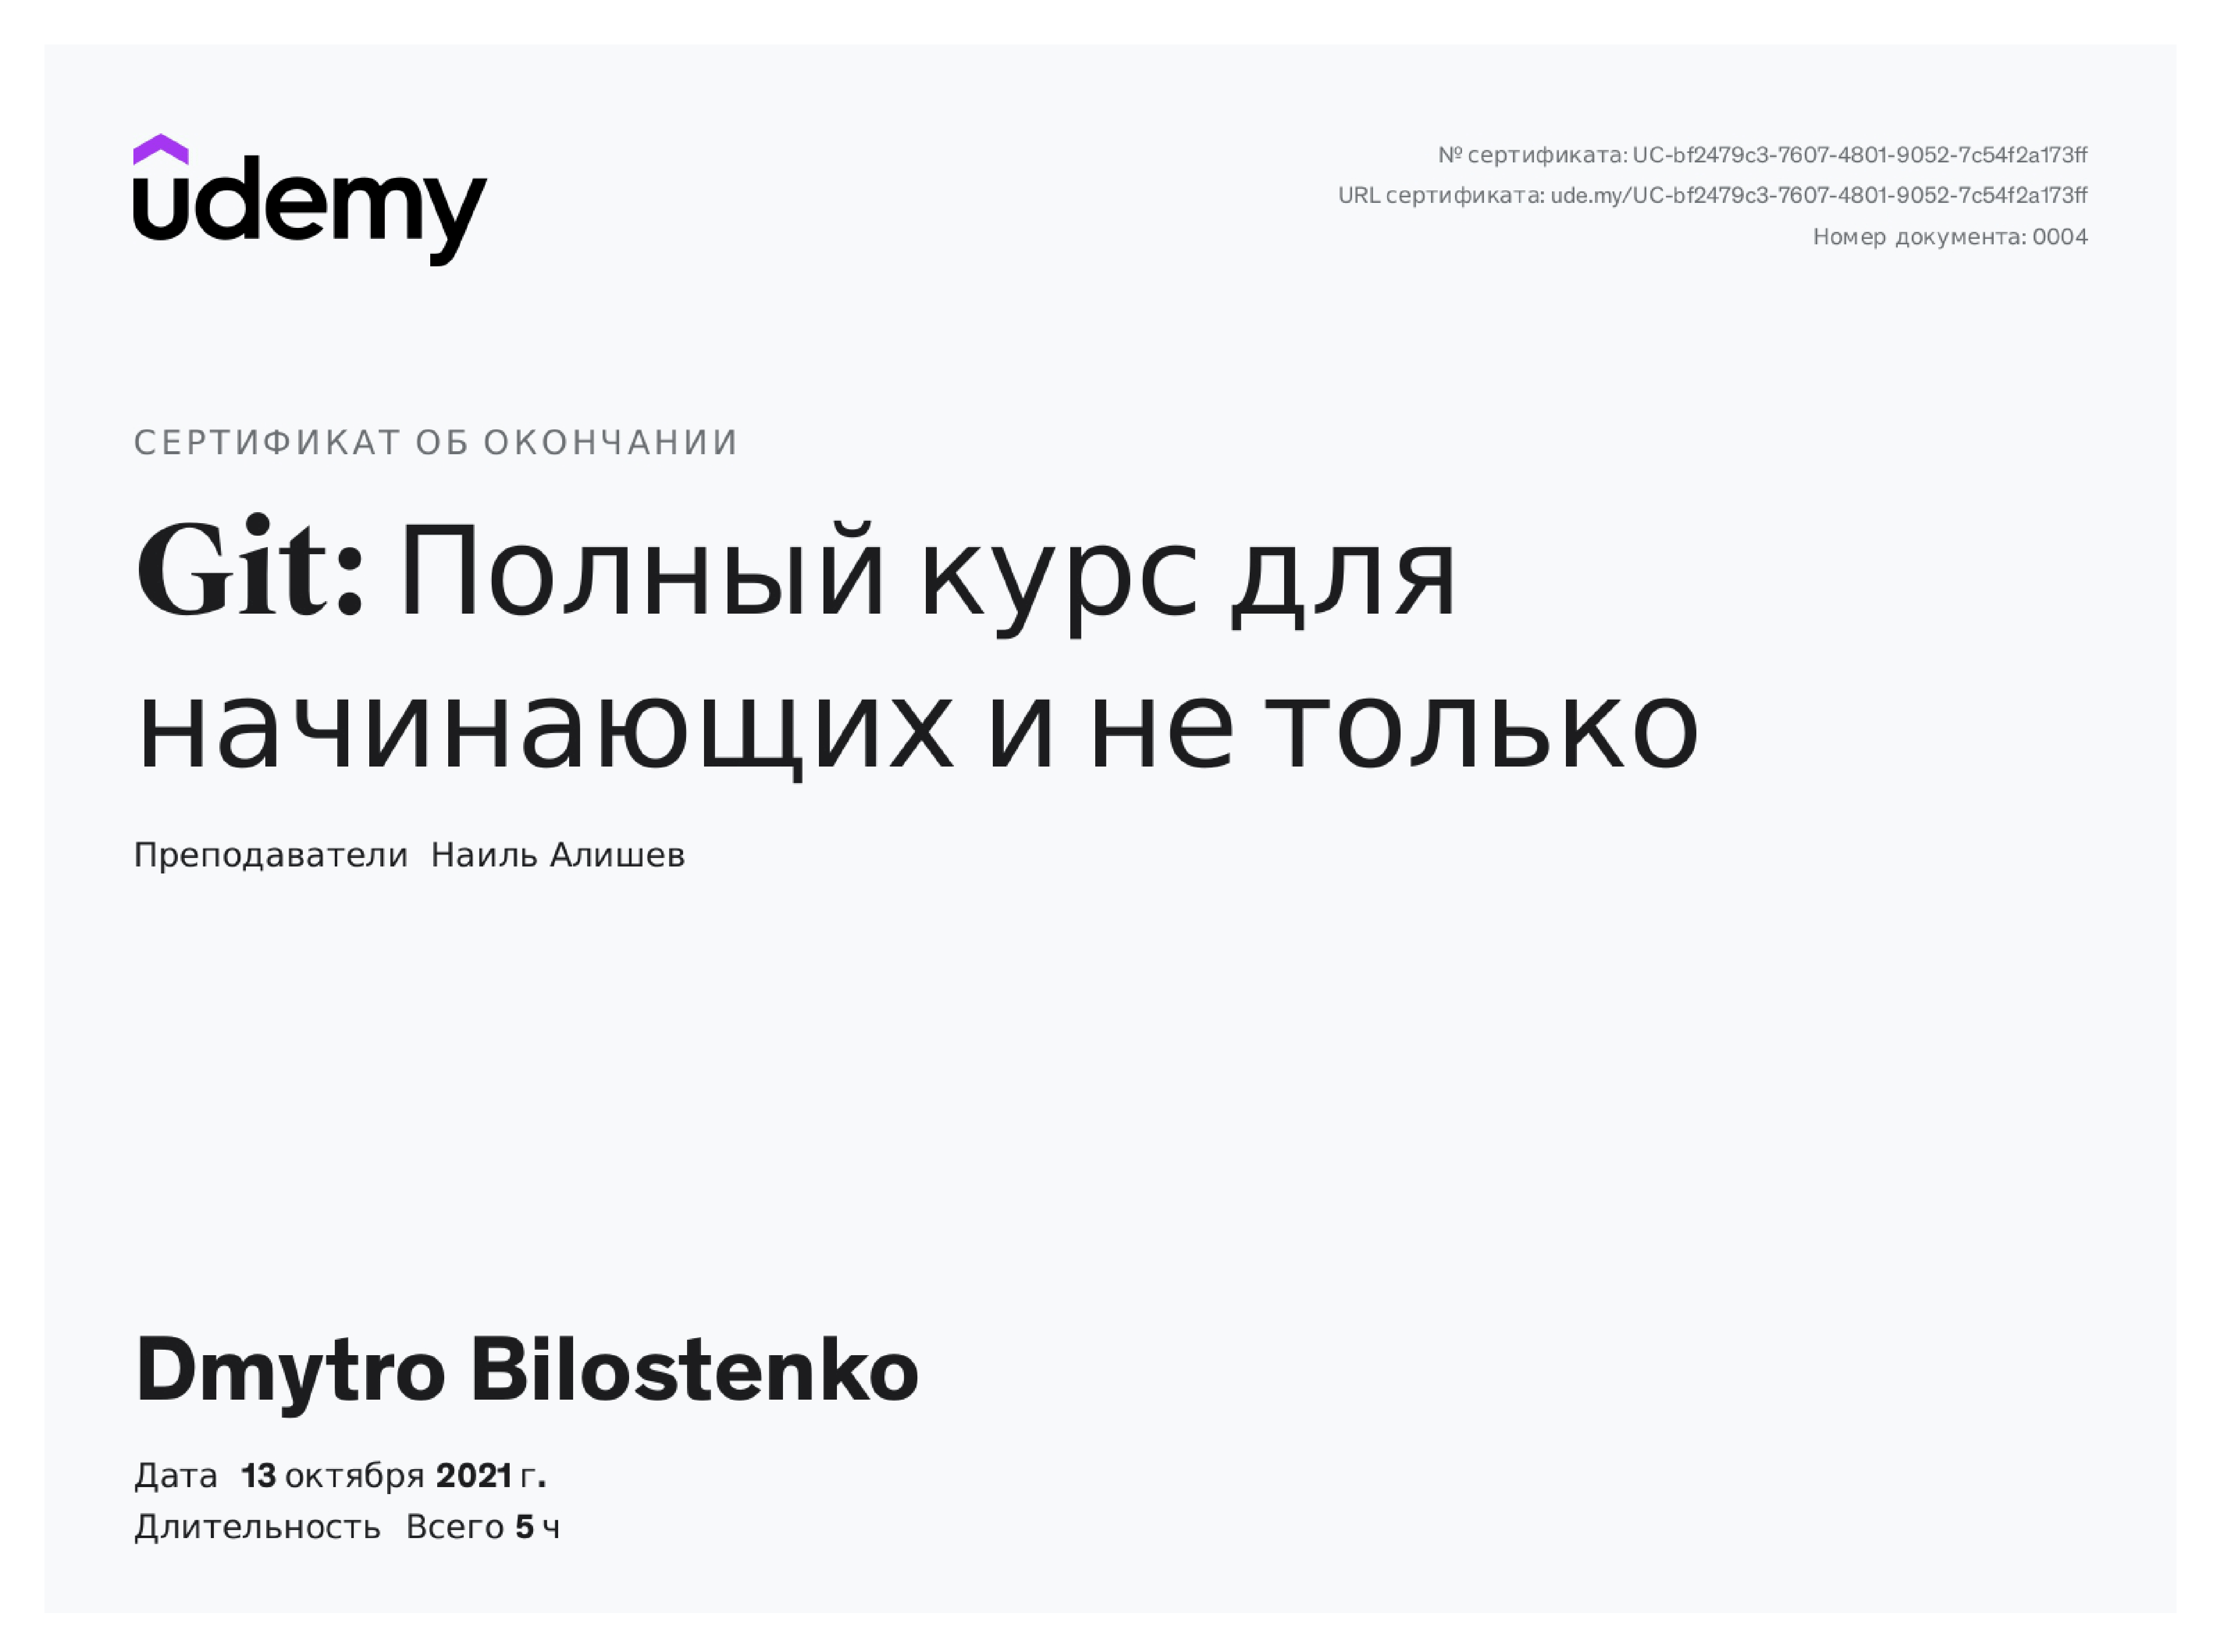 udemy
№ сертификата: UC-bf2479c3-7607-4801-9052-7c54f2a173ff
URL сертификата: ude.my/UC-bf2479c3-7607-4801-9052-7c54f2a173ff
Номер документа: 0004
СЕРТИФИКАТ ОБ ОКОНЧАНИИ
Git: Полный курс для
начинающих и не только
Преподаватели Наиль Алишев
Dmytro Bilostenko
Дата 13 октября 2021 г.
Длительность Всего 5 ч